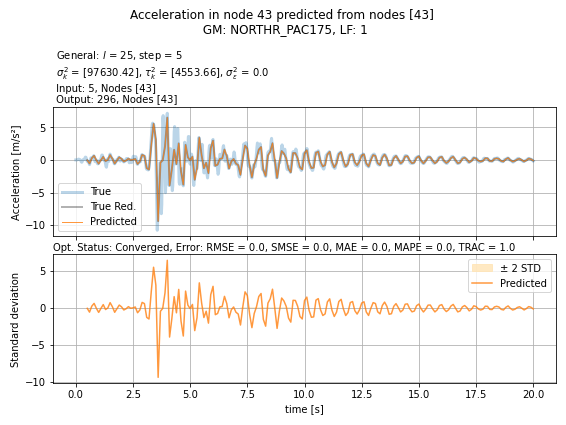 Acceleration in node 43 predicted from nodes [43]
GM: NORTHR_PAC175, LF: 1
General: l = 25, step = 5
σ²ₖ = [97630.42], τ²ₖ = [4553.66], σ²ε = 0.0
Input: 5, Nodes [43]
Output: 296, Nodes [43]
Acceleration [m/s²]
5
0
−5
−10
True
True Red.
Predicted
Opt. Status: Converged, Error: RMSE = 0.0, SMSE = 0.0, MAE = 0.0, MAPE = 0.0, TRAC = 1.0
Standard deviation
5
0
−5
−10
± 2 STD
Predicted
0.0 2.5 5.0 7.5 10.0 12.5 15.0 17.5 20.0
time [s]